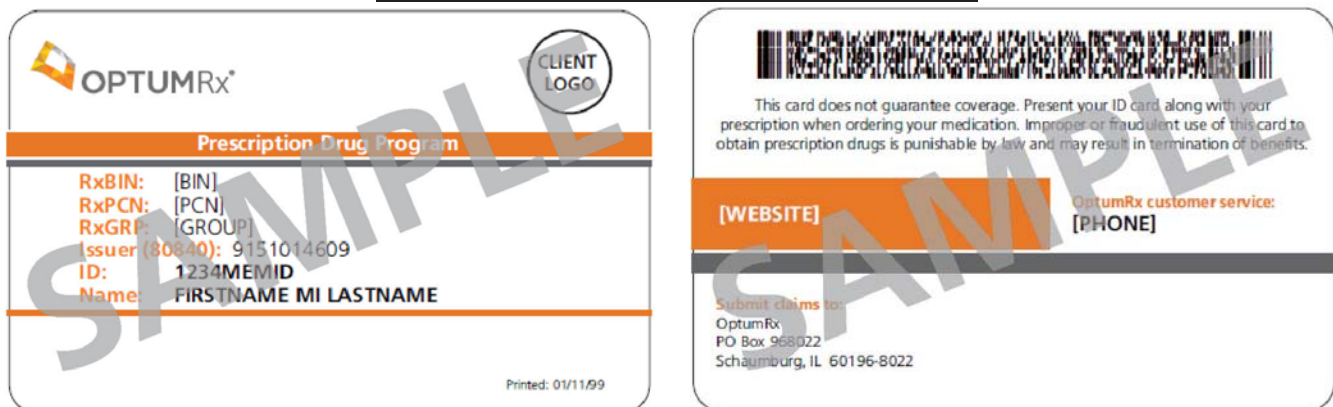 OPTUMRx®
CLIENT
LOGO
Prescription Drug Program
RxBIN: [BIN]
RxPCN: [PCN]
RxGRP: [GROUP]
Issuer (80840): 9151014609
ID: 1234MEMID
Name: FIRSTNAME MI LASTNAME
Printed: 01/11/99
SAMPLE
This card does not guarantee coverage. Present your ID card along with your
prescription when ordering your medication. Improper or fraudulent use of this card to
obtain prescription drugs is punishable by law and may result in termination of benefits.
[WEBSITE]
OptumRx customer service:
[PHONE]
Submit claims to:
OptumRx
PO Box 968022
Schaumburg, IL 60196-8022
SAMPLE